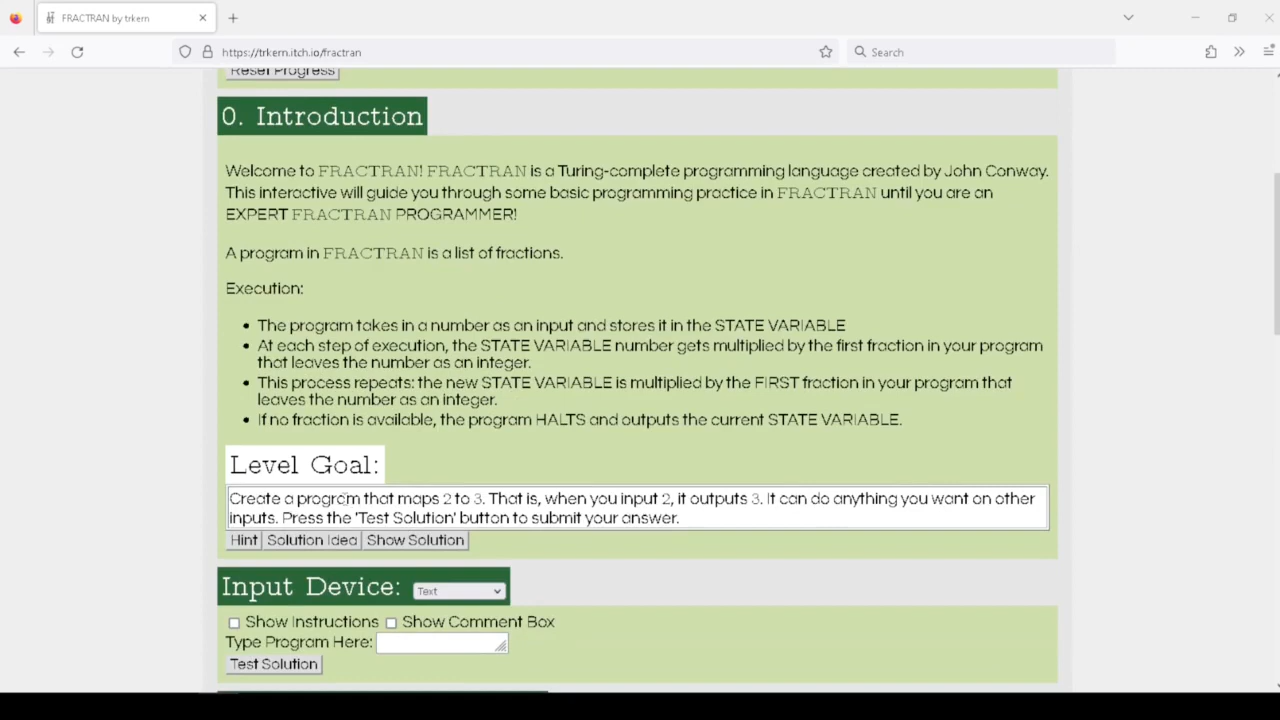 FRACTRAN by trkern
https://trkern.itch.io/fractran
Search
Reset Progress
0. Introduction
Welcome to FRACTRAN! FRACTRAN is a Turing-complete programming language created by John Conway.
This interactive will guide you through some basic programming practice in FRACTRAN until you are an
EXPERT FRACTRAN PROGRAMMER!
A program in FRACTRAN is a list of fractions.
Execution:
• The program takes in a number as an input and stores it in the STATE VARIABLE
• At each step of execution, the STATE VARIABLE number gets multiplied by the first fraction in your program
that leaves the number as an integer.
• This process repeats: the new STATE VARIABLE is multiplied by the FIRST fraction in your program that
leaves the number as an integer.
• If no fraction is available, the program HALTS and outputs the current STATE VARIABLE.
Level Goal:
Create a program that maps 2 to 3. That is, when you input 2, it outputs 3. It can do anything you want on other
inputs. Press the 'Test Solution' button to submit your answer.
Hint Solution Idea Show Solution
Input Device: Text
Show Instructions Show Comment Box
Type Program Here:
Test Solution